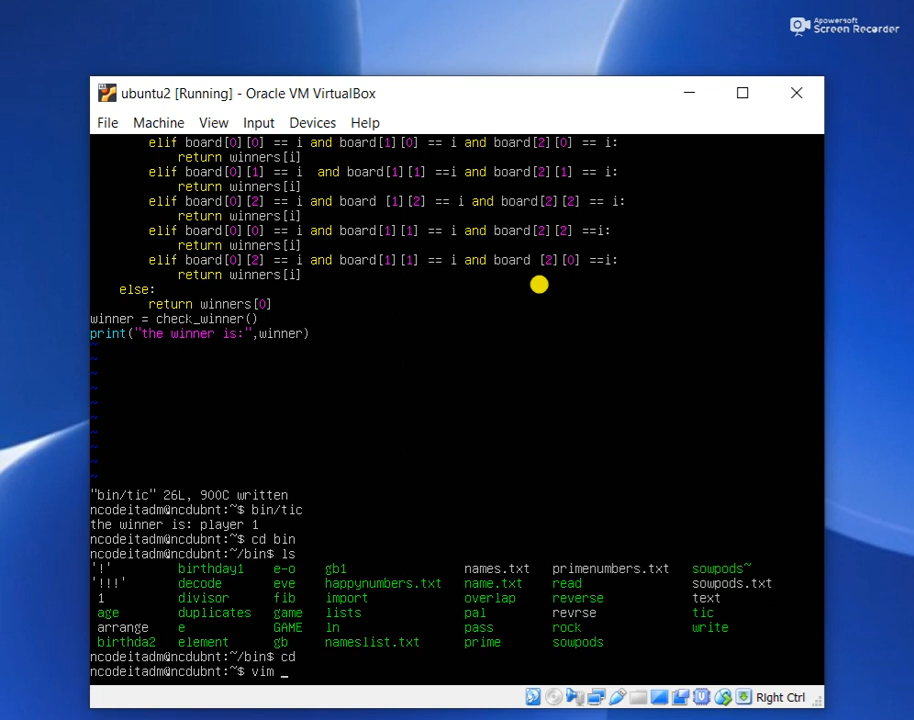 Apowersoft
Screen Recorder
ubuntu2 [Running] - Oracle VM VirtualBox
File Machine View Input Devices Help
elif board[0][0] == i and board[1][0] == i and board[2][0] == i:
return winners[i]
elif board[0][1] == i  and board[1][1] ==i and board[2][1] == i:
return winners[i]
elif board[0][2] == i and board [1][2] == i and board[2][2] == i:
return winners[i]
elif board[0][0] == i and board[1][1] == i and board[2][2] ==i:
return winners[i]
elif board[0][2] == i and board[1][1] == i and board [2][0] ==i:
return winners[i]
else:
return winners[0]
winner = check_winner()
print("the winner is:",winner)
~
~
~
~
~
~
~
~
~
~
"bin/tic" 26L, 900C written
ncodeitadm@ncdubnt:~$ bin/tic
the winner is: player 1
ncodeitadm@ncdubnt:~$ cd bin
ncodeitadm@ncdubnt:~/bin$ ls
'!' birthday1 e-o gb1 names.txt primenumbers.txt sowpods~
'!!!' decode eve happynumbers.txt name.txt read sowpods.txt
1 divisor fib import overlap reverse text
age duplicates game lists pal revrse tic
arrange e GAME ln pass rock write
birthda2 element gb nameslist.txt prime sowpods
ncodeitadm@ncdubnt:~/bin$ cd
ncodeitadm@ncdubnt:~$ vim _
Right Ctrl